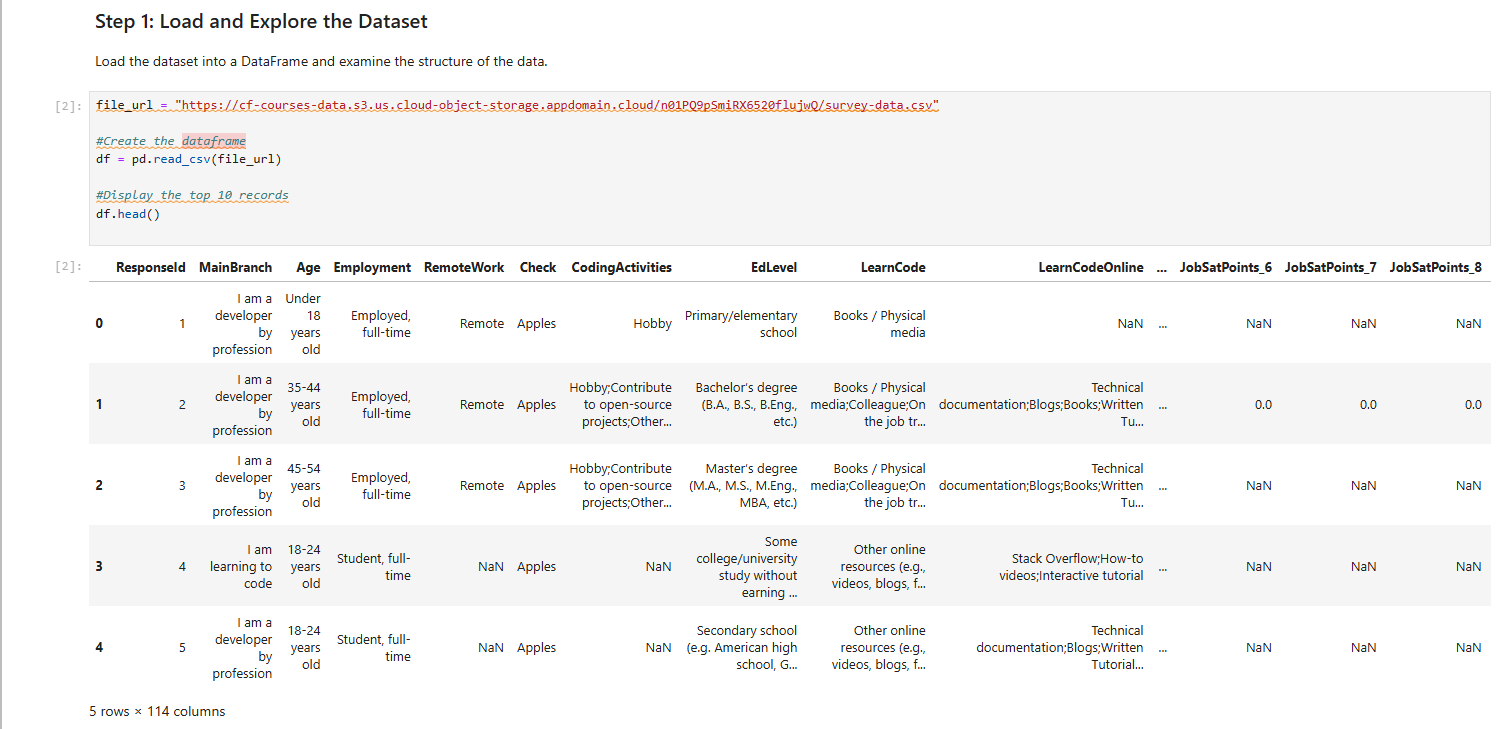 Step 1: Load and Explore the Dataset
Load the dataset into a DataFrame and examine the structure of the data.
[2]: file_url = "https://cf-courses-data.s3.us.cloud-object-storage.appdomain.cloud/n01PQ9pSmiRX6520flujwQ/survey-data.csv"
#Create the dataframe
df = pd.read_csv(file_url)
#Display the top 10 records
df.head()
[2]: ResponseId MainBranch Age Employment RemoteWork Check CodingActivities EdLevel LearnCode LearnCodeOnline ... JobSatPoints_6 JobSatPoints_7 JobSatPoints_8
0 1 I am a developer by profession Under 18 years old Employed, full-time Remote Apples Hobby Primary/elementary school Books / Physical media NaN ... NaN NaN NaN
1 2 I am a developer by profession 35-44 years old Employed, full-time Remote Apples Hobby;Contribute to open-source projects;Other... Bachelor's degree (B.A., B.S., B.Eng., etc.) Books / Physical media;Colleague;On the job tr... Technical documentation;Blogs;Books;Written Tu... ... 0.0 0.0 0.0
2 3 I am a developer by profession 45-54 years old Employed, full-time Remote Apples Hobby;Contribute to open-source projects;Other... Master's degree (M.A., M.S., M.Eng., MBA, etc.) Books / Physical media;Colleague;On the job tr... Technical documentation;Blogs;Books;Written Tu... ... NaN NaN NaN
3 4 I am learning to code 18-24 years old Student, full-time NaN Apples NaN Some college/university study without earning ... Other online resources (e.g., videos, blogs, f... Stack Overflow;How-to videos;Interactive tutorial ... NaN NaN NaN
4 5 I am a developer by profession 18-24 years old Student, full-time NaN Apples NaN Secondary school (e.g. American high school, G... Other online resources (e.g., videos, blogs, f... Technical documentation;Blogs;Written Tutorial... ... NaN NaN NaN
5 rows × 114 columns